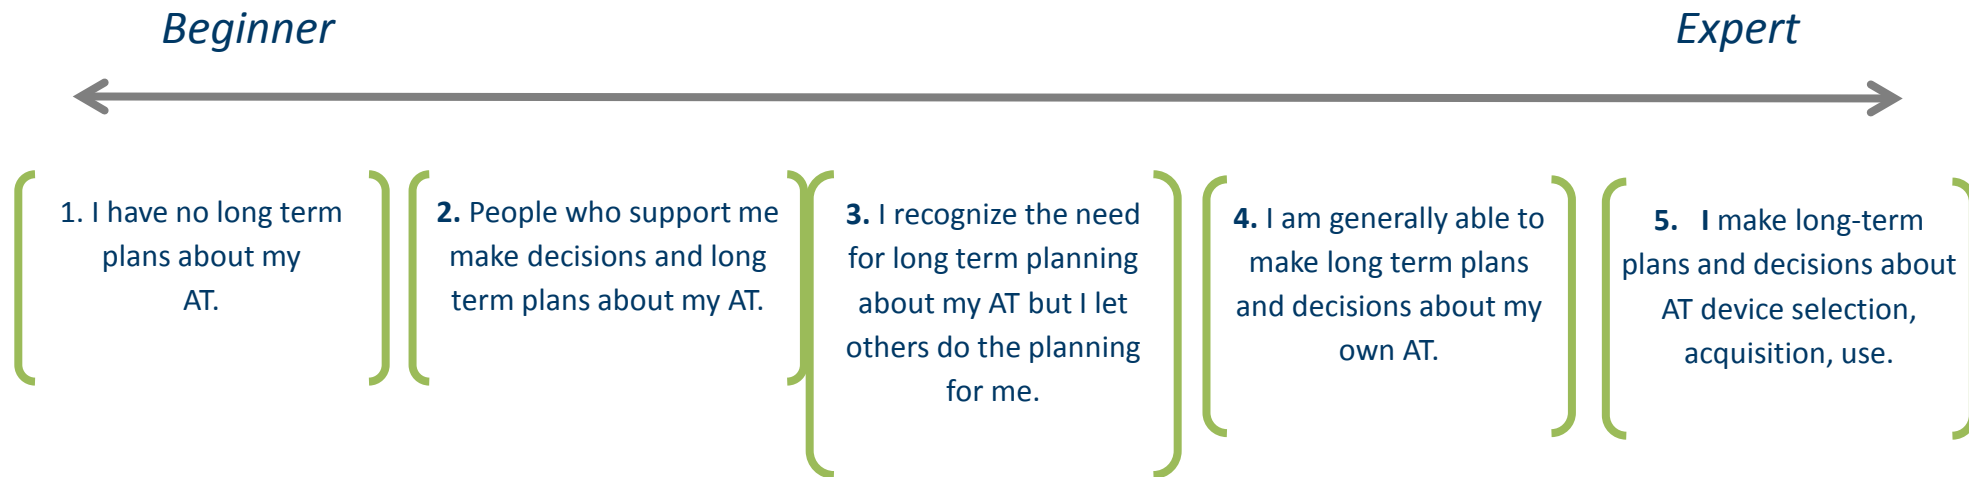 Beginner
Expert
1. I have no long term
plans about my
AT.
2. People who support me
make decisions and long
term plans about my AT.
3. I recognize the need
for long term planning
about my AT but I let
others do the planning
for me.
4. I am generally able to
make long term plans
and decisions about my
own AT.
5. I make long-term
plans and decisions about
AT device selection,
acquisition, use.